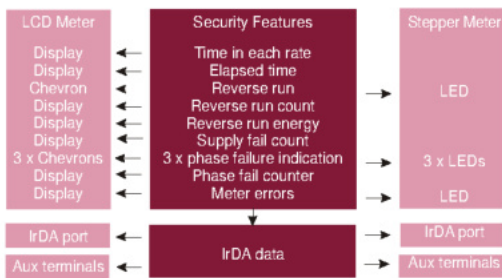 LCD Meter
Security Features
Stepper Meter
Display
Time in each rate
Display
Elapsed time
Chevron
Reverse run
LED
Display
Reverse run count
Display
Reverse run energy
Display
Supply fail count
3 x Chevrons
3 x phase failure indication
3 x LEDs
Display
Phase fail counter
Display
Meter errors
LED
IrDA port
IrDA data
IrDA port
Aux terminals
Aux terminals